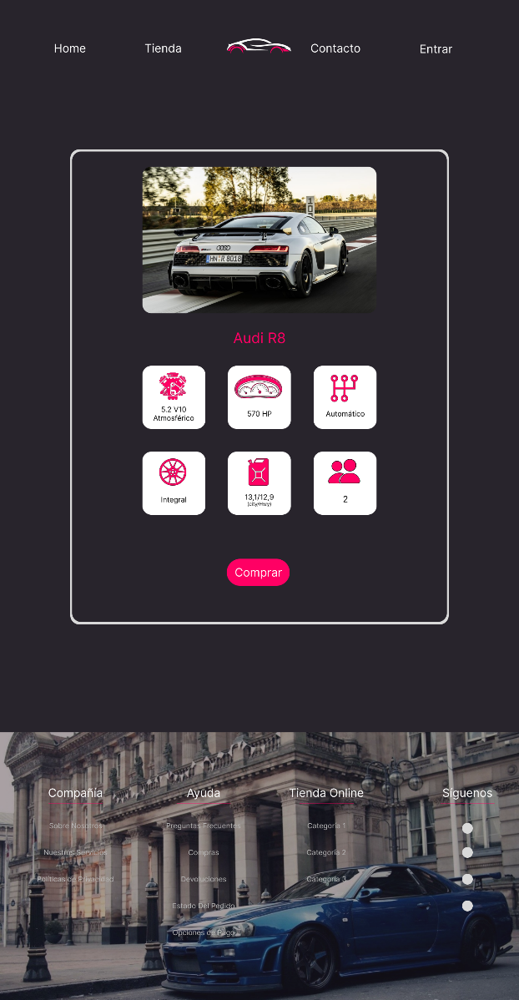 Home
Tienda
Contacto
Entrar
HN·R 8018
Audi R8
5.2 V10
Atmosférico
570 HP
Automático
Integral
13,1/12,9
(city/Hwy)
2
Comprar
Compañía
Ayuda
Tienda Online
Síguenos
Sobre Nosotros
Preguntas Frecuentes
Categoría 1
Nuestros Servicios
Compras
Categoría 2
Políticas de Privacidad
Devoluciones
Categoría 3
Estado Del Pedido
Opciones de Pago